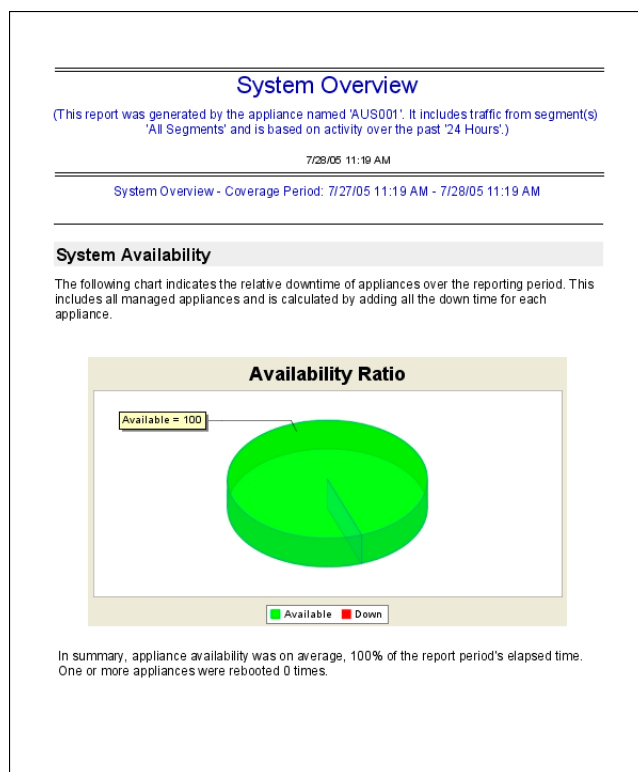 System Overview
(This report was generated by the appliance named 'AUS001'. It includes traffic from segment(s)
'All Segments' and is based on activity over the past '24 Hours'.)
7/28/05 11:19 AM
System Overview - Coverage Period: 7/27/05 11:19 AM - 7/28/05 11:19 AM
System Availability
The following chart indicates the relative downtime of appliances over the reporting period. This
includes all managed appliances and is calculated by adding all the down time for each
appliance.
Availability Ratio
Available = 100
Available Down
In summary, appliance availability was on average, 100% of the report period's elapsed time.
One or more appliances were rebooted 0 times.